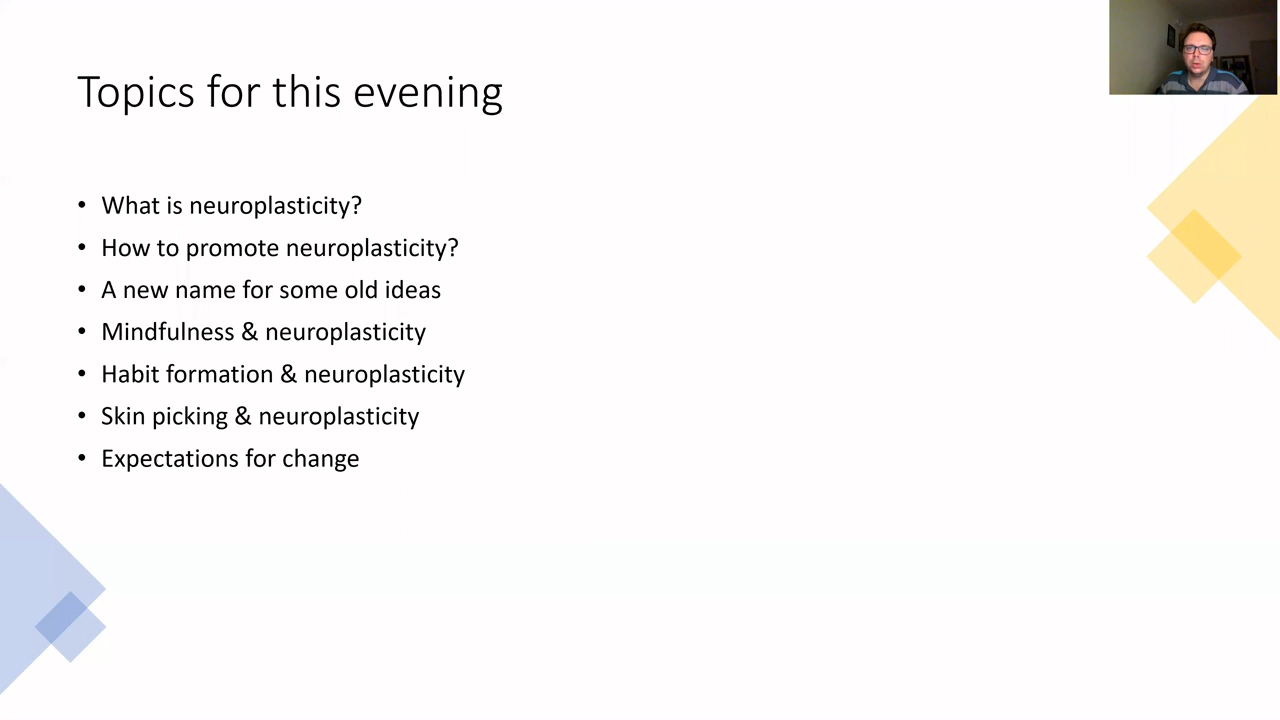 Topics for this evening
• What is neuroplasticity?
• How to promote neuroplasticity?
• A new name for some old ideas
• Mindfulness & neuroplasticity
• Habit formation & neuroplasticity
• Skin picking & neuroplasticity
• Expectations for change